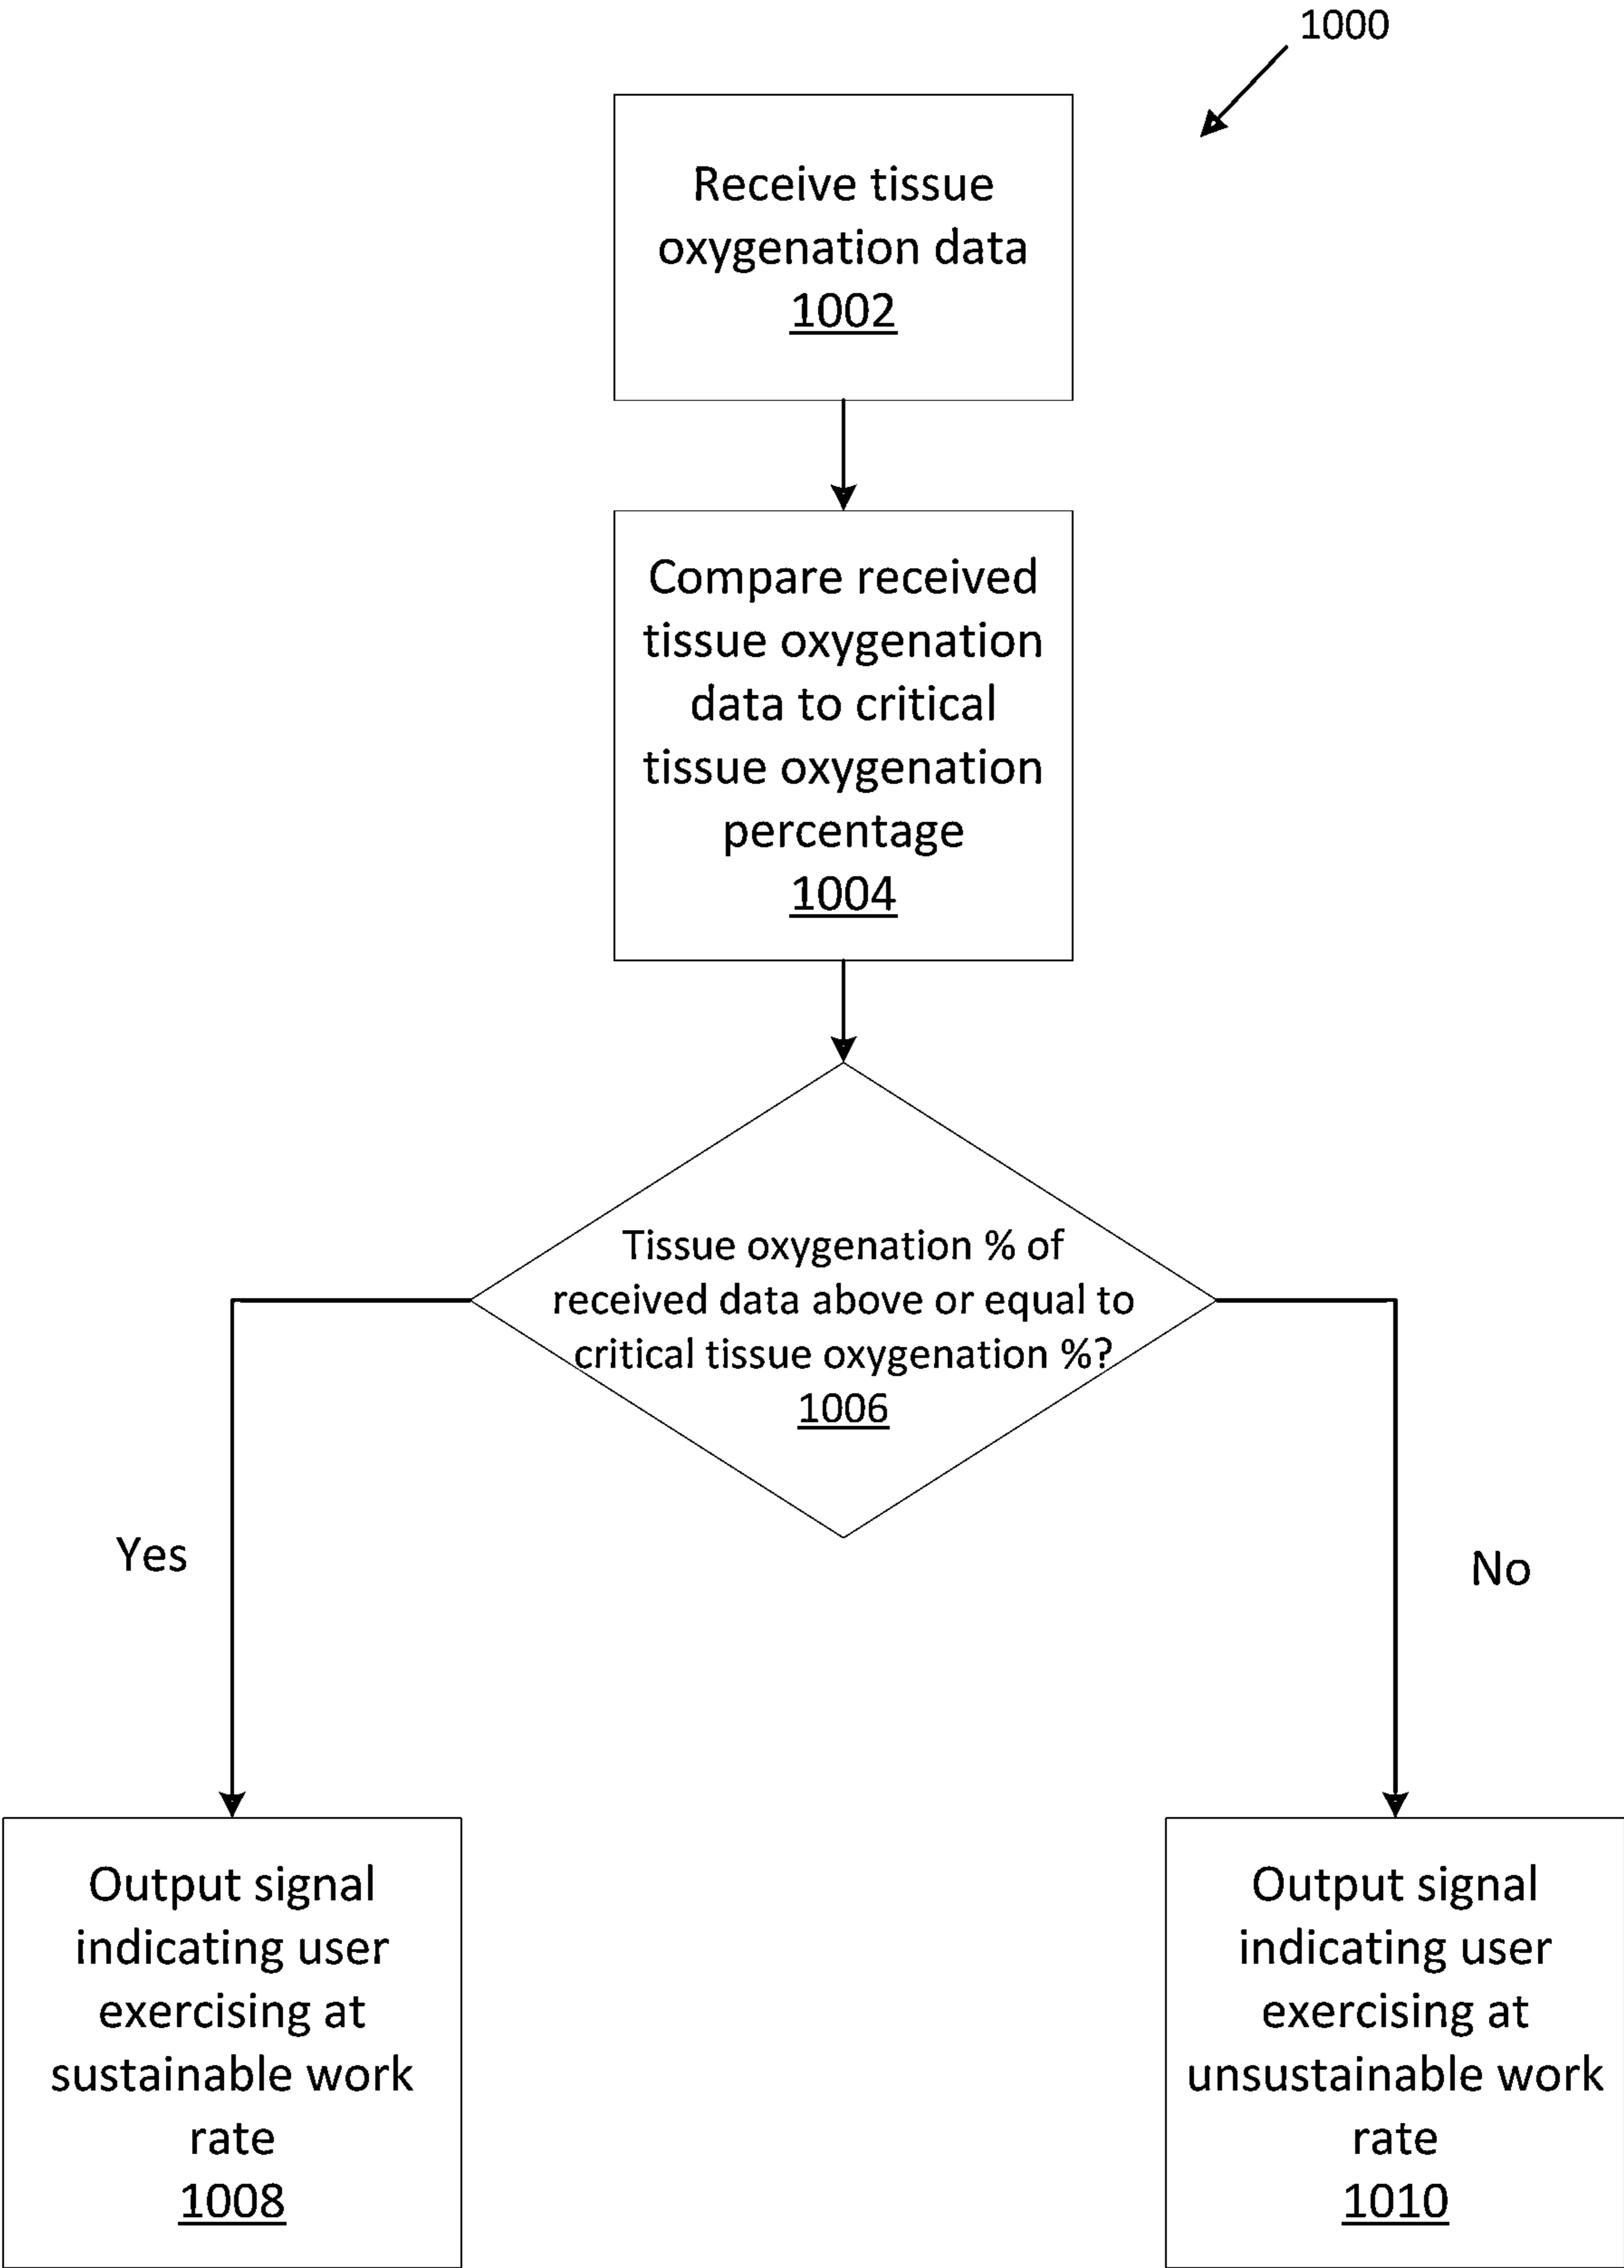 1000
Receive tissue
oxygenation data
1002
Compare received
tissue oxygenation
data to critical
tissue oxygenation
percentage
1004
Tissue oxygenation % of
received data above or equal to
critical tissue oxygenation %?
1006
Yes
No
Output signal
indicating user
exercising at
sustainable work
rate
1008
Output signal
indicating user
exercising at
unsustainable work
rate
1010